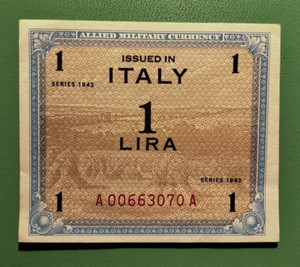 ALLIED MILITARY CURRENCY
1 1
ISSUED IN
ITALY
SERIES 1943
1
LIRA
SERIES 1943
1 1
A 00663070 A